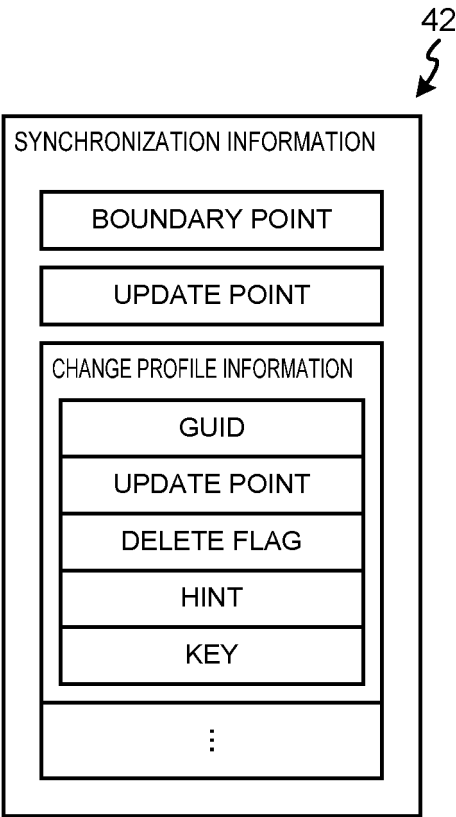 42
SYNCHRONIZATION INFORMATION
BOUNDARY POINT
UPDATE POINT
CHANGE PROFILE INFORMATION
GUID
UPDATE POINT
DELETE FLAG
HINT
KEY
⋮